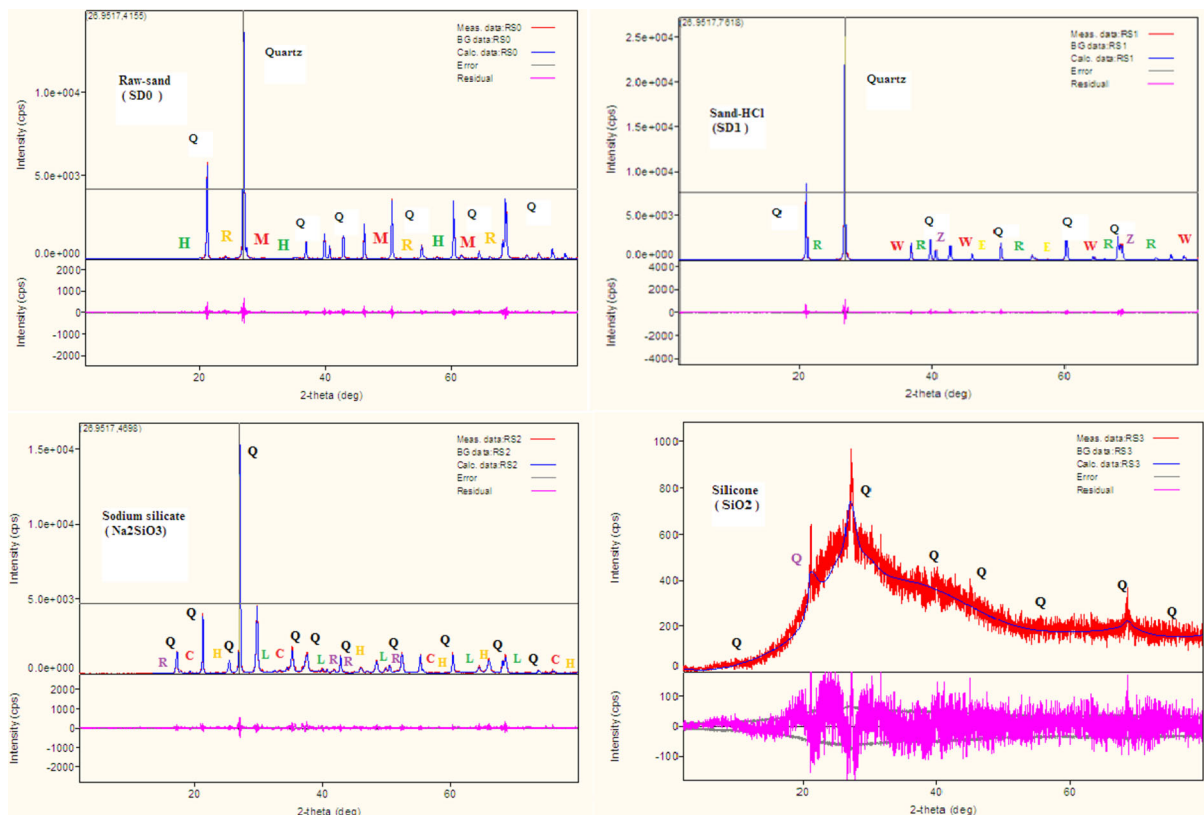 (26.9517,4155)
Meas. data:RS0
BG data:RS0
Calc. data:RS0
Error
Residual
Quartz
Raw-sand
( SD0 )
Intensity (cps)
1.0e+004
5.0e+003
0.0e+000
Q
H R M Q H Q M Q R H Q M R Q
Intensity (cps)
2000
1000
0
-1000
-2000
20 40 60
2-theta (deg)
(26.9517,7618)
Meas. data:RS1
BG data:RS1
Calc. data:RS1
Error
Residual
Quartz
Sand-HCl
(SD1 )
Intensity (cps)
2.5e+004
2.0e+004
1.5e+004
1.0e+004
5.0e+003
0.0e+000
Q R W R Q Z W E Q R E Q W R Q Z R W
Intensity (cps)
4000
2000
0
-2000
-4000
20 40 60
2-theta (deg)
(26.9517,4698)
Meas. data:RS2
BG data:RS2
Calc. data:RS2
Error
Residual
Q
Sodium silicate
( Na2SiO3)
Intensity (cps)
1.5e+004
1.0e+004
5.0e+003
0.0e+000
R Q C Q H Q L C Q Q L R Q R H L R Q C H Q L H Q L Q C H
Intensity (cps)
2000
1000
0
-1000
-2000
20 40 60
2-theta (deg)
Meas. data:RS3
BG data:RS3
Calc. data:RS3
Error
Residual
Silicone
(SiO2 )
Intensity (cps)
1000
800
600
400
200
0
Q Q Q Q Q Q Q Q
Intensity (cps)
100
0
-100
20 40 60
2-theta (deg)